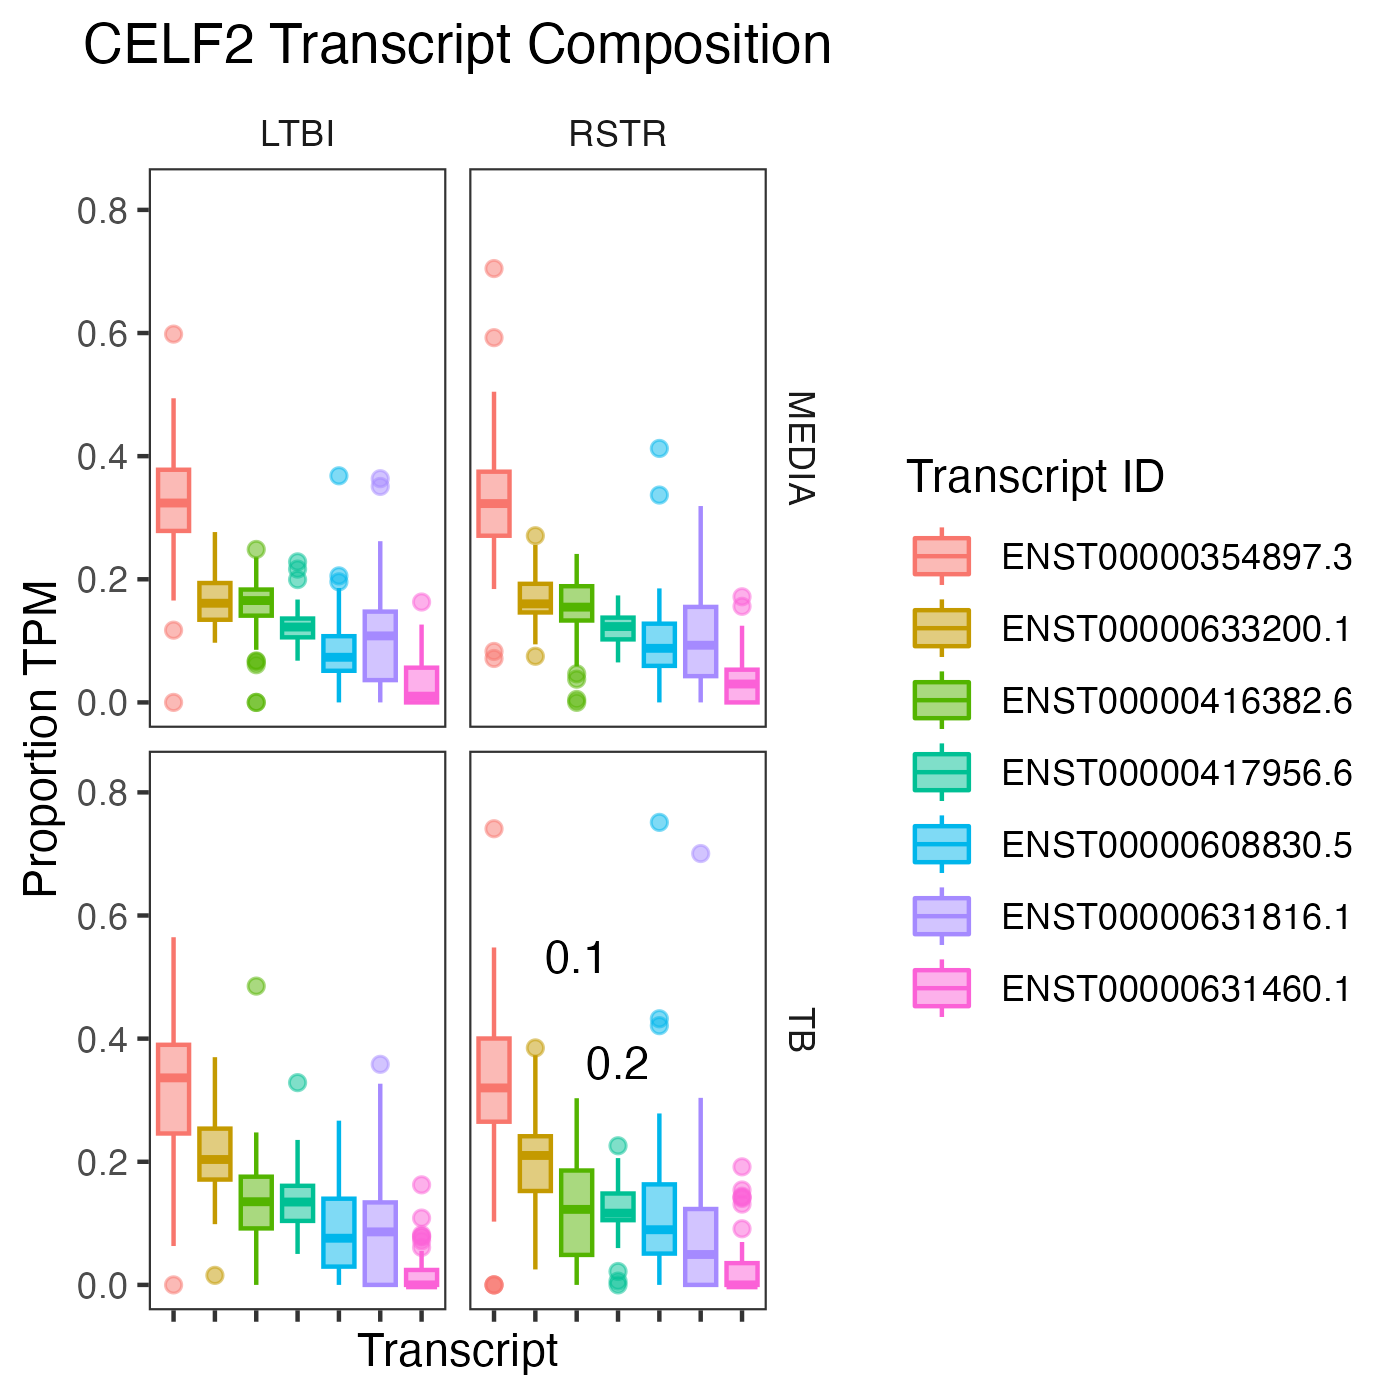 CELF2 Transcript Composition
LTBI
RSTR
0.8
0.6
0.4
0.2
0.0
MEDIA
0.8
0.6
0.4
0.2
0.0
0.1
0.2
TB
Proportion TPM
Transcript
Transcript ID
ENST00000354897.3
ENST00000633200.1
ENST00000416382.6
ENST00000417956.6
ENST00000608830.5
ENST00000631816.1
ENST00000631460.1